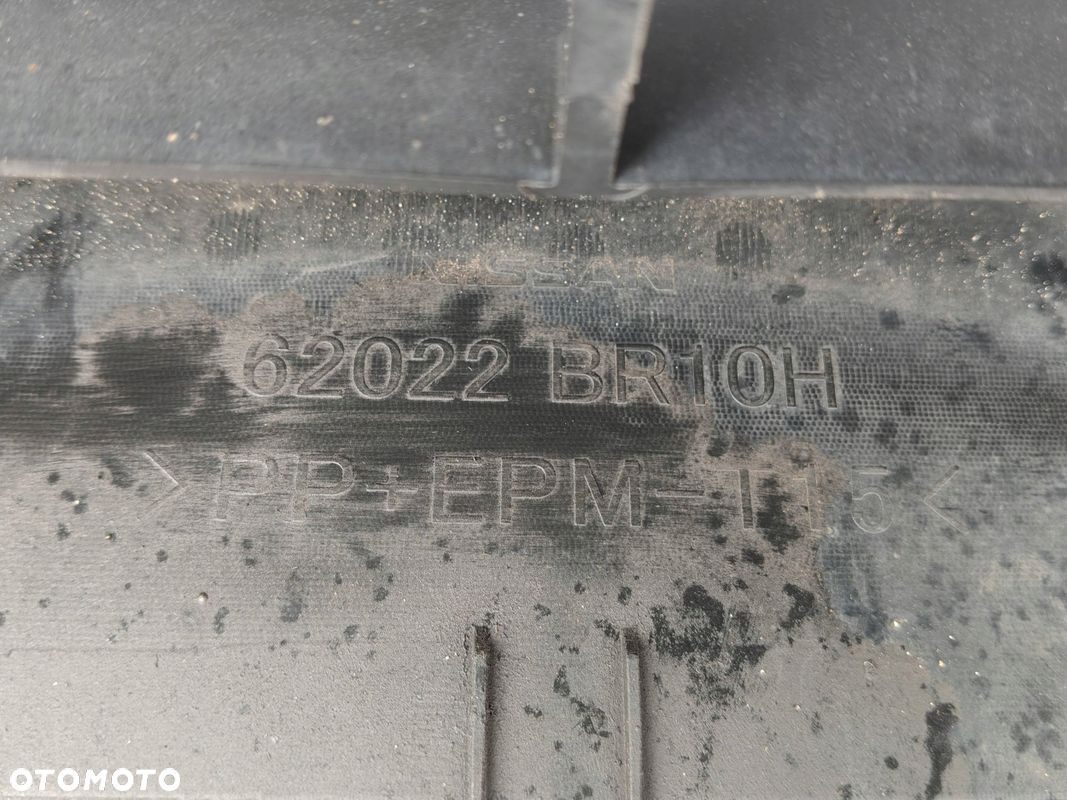 NISSAN
62022 BR10H
>PP+EPM-T15<
OTOMOTO